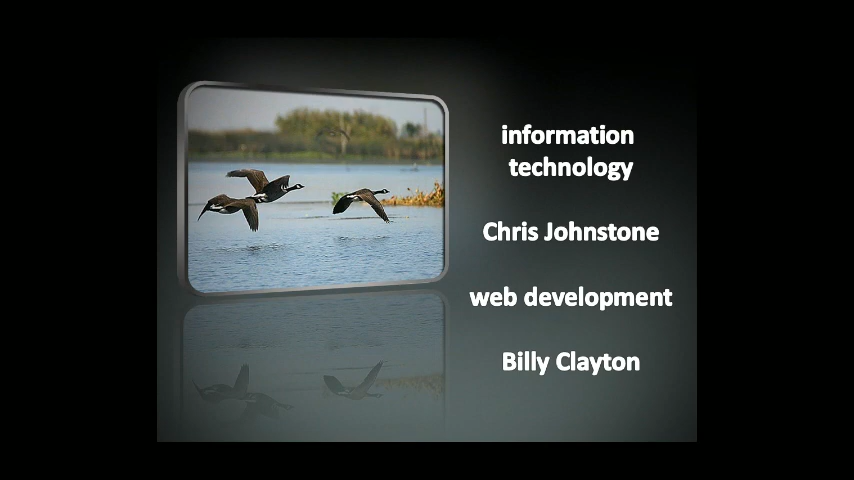 information
technology
Chris Johnstone
web development
Billy Clayton